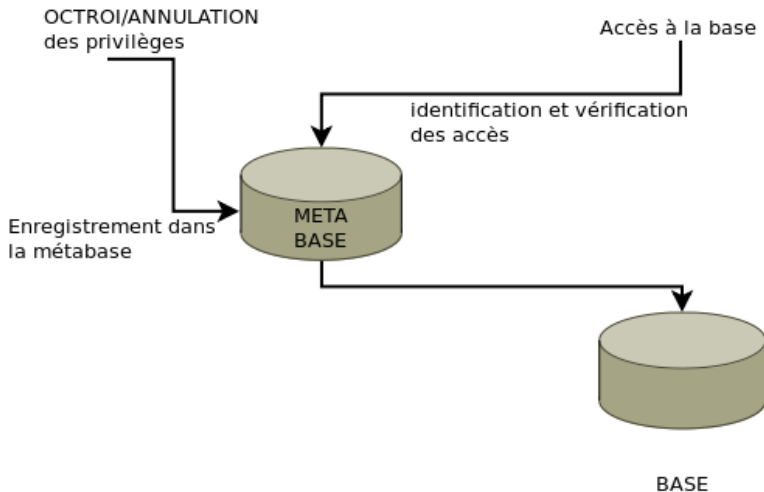 OCTROI/ANNULATION
des privilèges
Accès à la base
identification et vérification
des accès
META
BASE
Enregistrement dans
la métabase
BASE